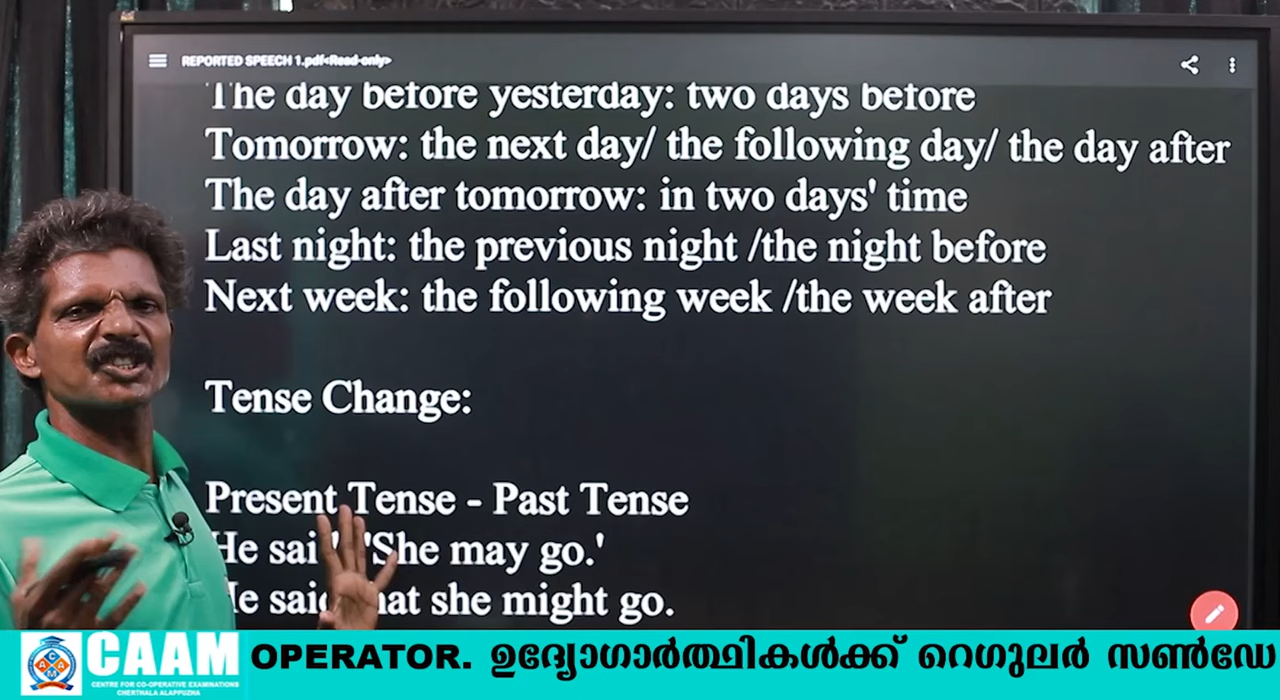 REPORTED SPEECH 1.pdf<Read-only>
The day before yesterday: two days before
Tomorrow: the next day/ the following day/ the day after
The day after tomorrow: in two days' time
Last night: the previous night /the night before
Next week: the following week /the week after
Tense Change:
Present Tense - Past Tense
He said, 'She may go.'
He said that she might go.
CAAM
CENTRE FOR CO-OPERATIVE EXAMINATIONS
CHERTHALA ALAPPUZHA
OPERATOR. ഉദ്യോഗാർത്ഥികൾക്ക് റെഗുലർ സൺഡേ